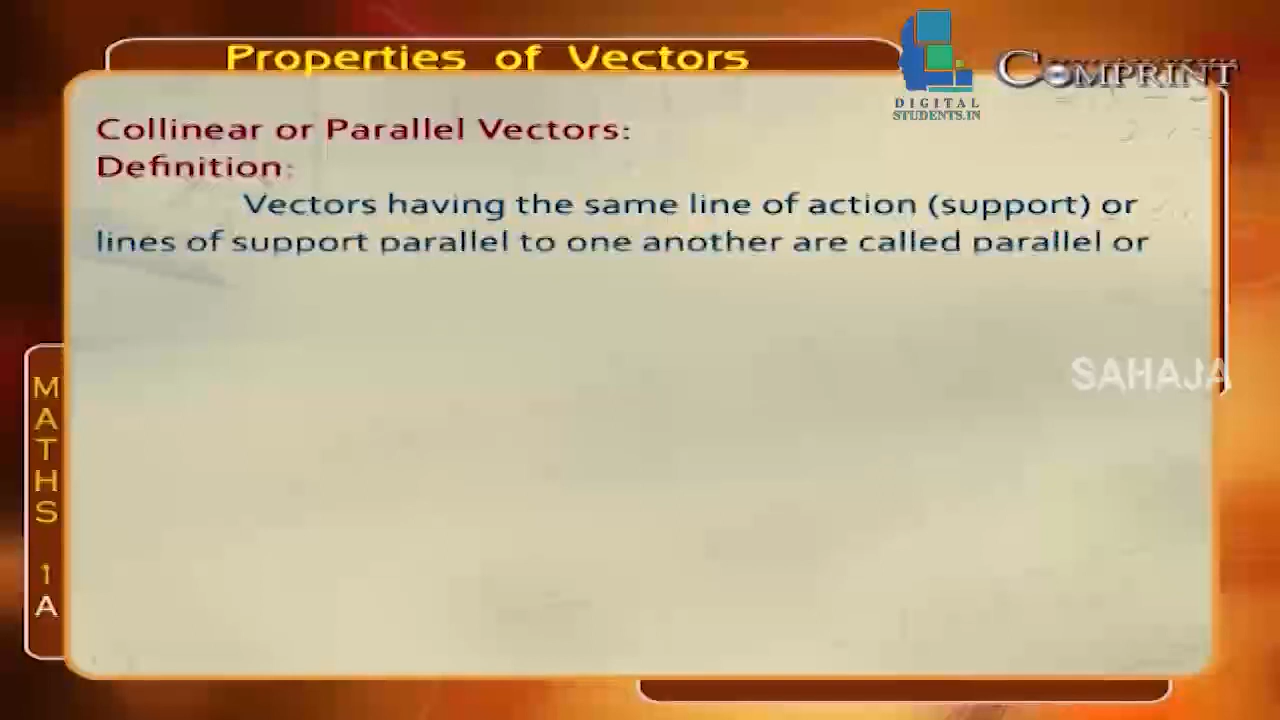 Properties of Vectors
DIGITAL
STUDENTS.IN
COMPRINT
Collinear or Parallel Vectors:
Definition:
Vectors having the same line of action (support) or
lines of support parallel to one another are called parallel or
SAHAJA
MATHS 1A